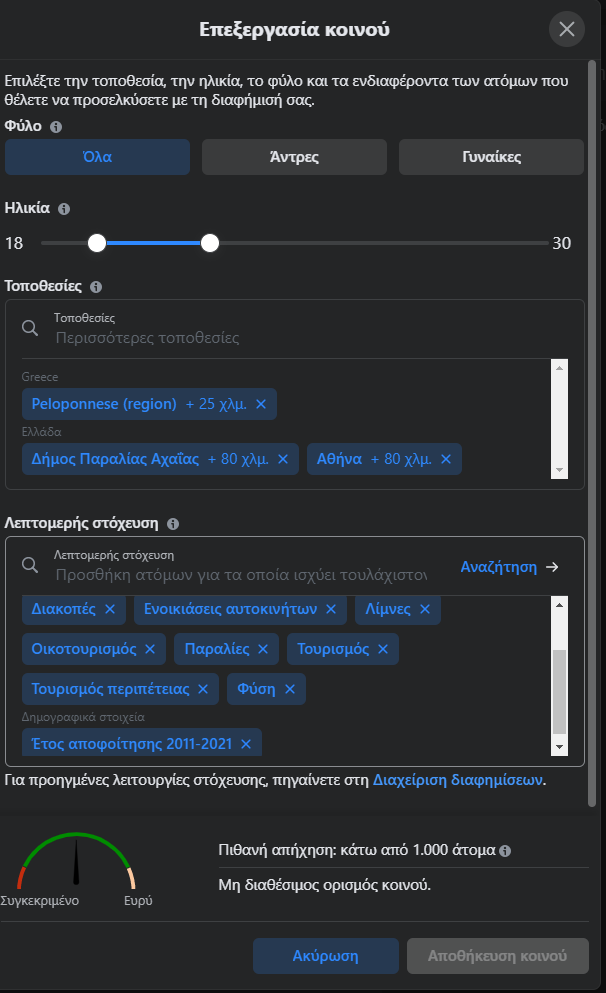 Επεξεργασία κοινού
Επιλέξτε την τοποθεσία, την ηλικία, το φύλο και τα ενδιαφέροντα των ατόμων που
θέλετε να προσελκύσετε με τη διαφήμισή σας.
Φύλο
Όλα
Άντρες
Γυναίκες
Ηλικία
18
30
Τοποθεσίες
Τοποθεσίες
Περισσότερες τοποθεσίες
Greece
Peloponnese (region) + 25 χλμ.
Ελλάδα
Δήμος Παραλίας Αχαΐας + 80 χλμ. Αθήνα + 80 χλμ.
Λεπτομερής στόχευση
Λεπτομερής στόχευση
Προσθήκη ατόμων για τα οποία ισχύει τουλάχιστον
Αναζήτηση →
Διακοπές Ενοικιάσεις αυτοκινήτων Λίμνες
Οικοτουρισμός Παραλίες Τουρισμός
Τουρισμός περιπέτειας Φύση
Δημογραφικά στοιχεία
Έτος αποφοίτησης 2011-2021
Για προηγμένες λειτουργίες στόχευσης, πηγαίνετε στη Διαχείριση διαφημίσεων.
Συγκεκριμένο
Ευρύ
Πιθανή απήχηση: κάτω από 1.000 άτομα
Μη διαθέσιμος ορισμός κοινού.
Ακύρωση
Αποθήκευση κοινού